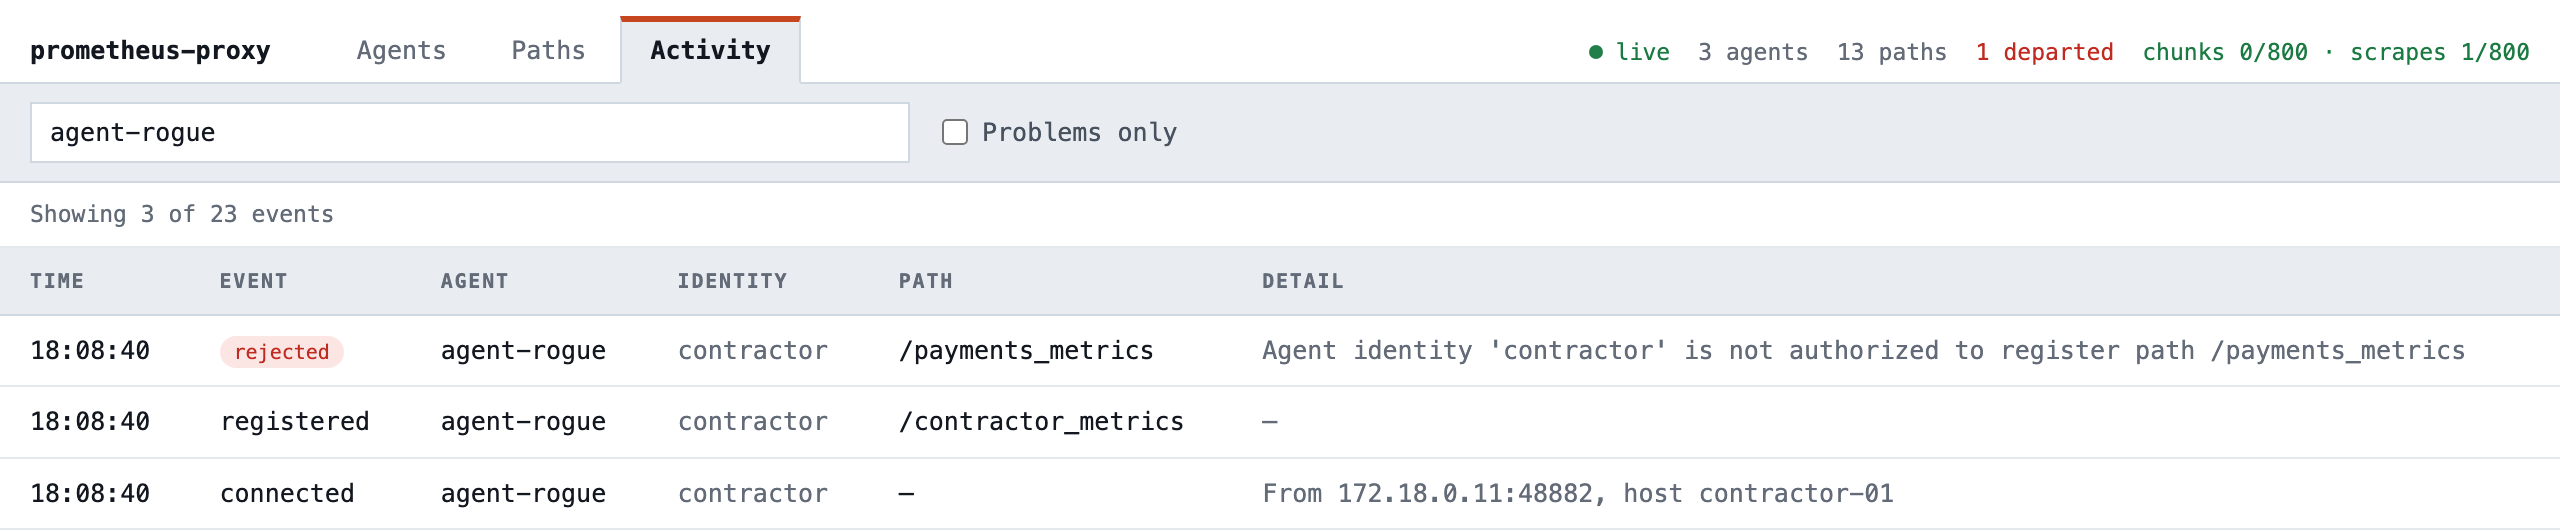 prometheus-proxy Agents Paths Activity ● live 3 agents 13 paths 1 departed chunks 0/800 · scrapes 1/800
agent-rogue Problems only
Showing 3 of 23 events
TIME EVENT AGENT IDENTITY PATH DETAIL
18:08:40 rejected agent-rogue contractor /payments_metrics Agent identity 'contractor' is not authorized to register path /payments_metrics
18:08:40 registered agent-rogue contractor /contractor_metrics —
18:08:40 connected agent-rogue contractor — From 172.18.0.11:48882, host contractor-01